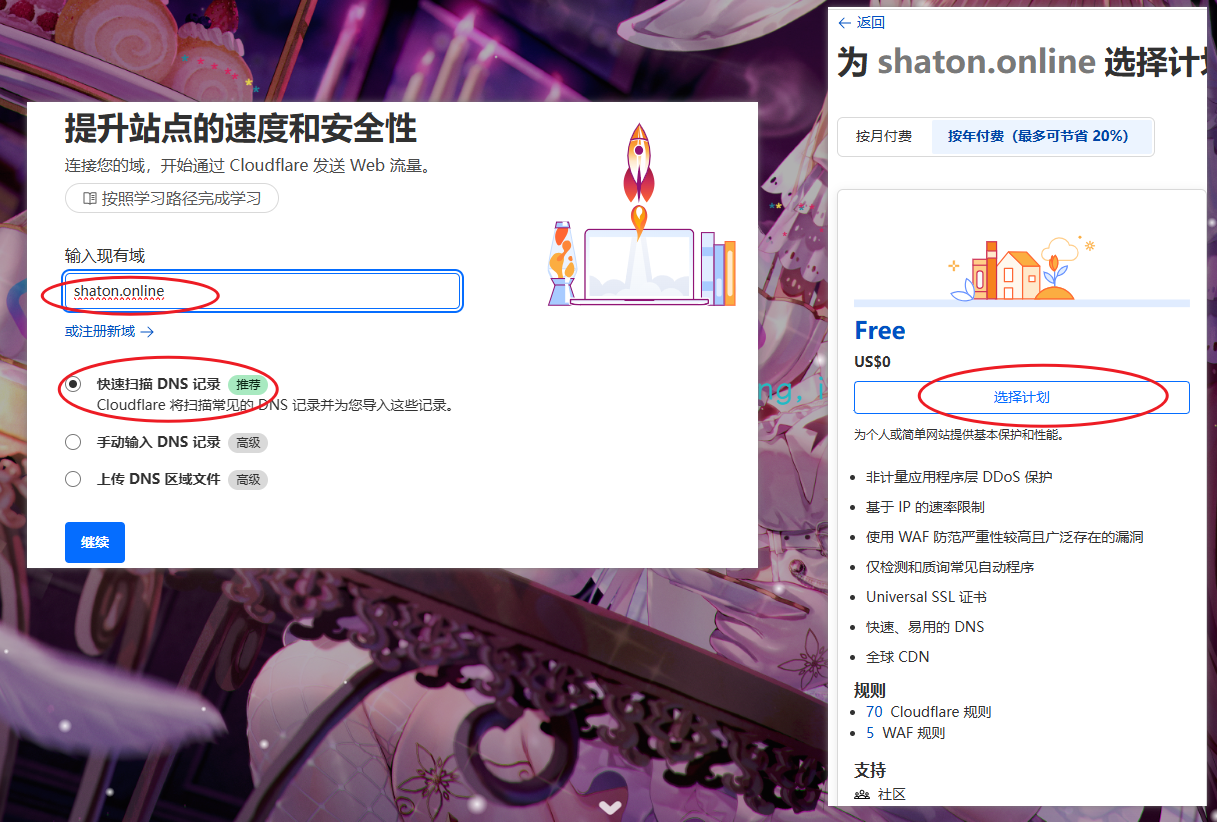 提升站点的速度和安全性
连接您的域，开始通过 Cloudflare 发送 Web 流量。
按照学习路径完成学习
输入现有域
shaton.online
或注册新域 →
快速扫描 DNS 记录 推荐
Cloudflare 将扫描常见的 DNS 记录并为您导入这些记录。
手动输入 DNS 记录 高级
上传 DNS 区域文件 高级
继续
← 返回
为 shaton.online 选择计划
按月付费 按年付费（最多可节省 20%）
Free
US$0
选择计划
为个人或简单网站提供基本保护和性能。
非计量应用程序层 DDoS 保护
基于 IP 的速率限制
使用 WAF 防范严重性较高且广泛存在的漏洞
仅检测和质询常见自动程序
Universal SSL 证书
快速、易用的 DNS
全球 CDN
规则
70 Cloudflare 规则
5 WAF 规则
支持
社区